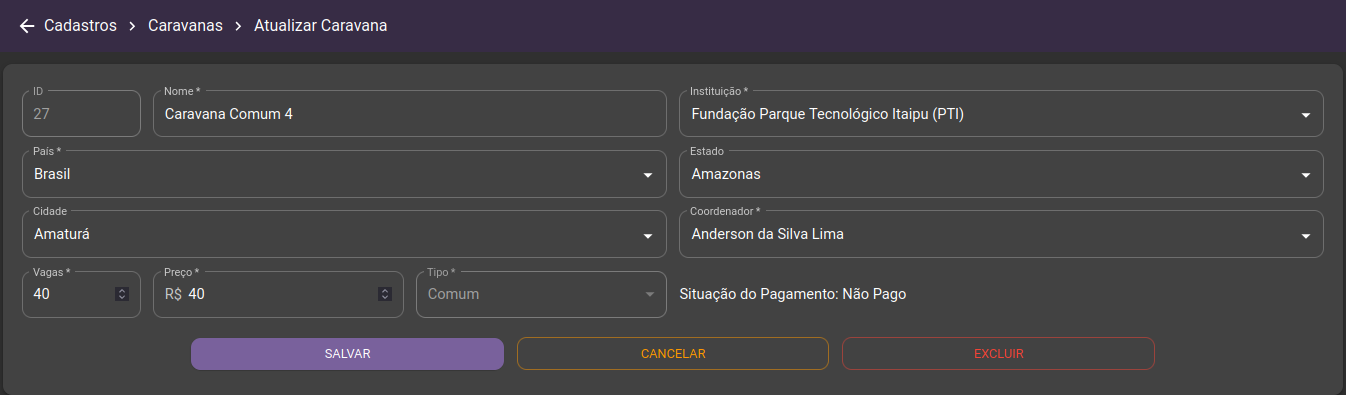 Cadastros > Caravanas > Atualizar Caravana
ID Nome * Instituição *
27 Caravana Comum 4 Fundação Parque Tecnológico Itaipu (PTI)
País * Estado
Brasil Amazonas
Cidade Coordenador *
Amaturá Anderson da Silva Lima
Vagas * Preço * Tipo *
40 R$ 40 Comum Situação do Pagamento: Não Pago
SALVAR CANCELAR EXCLUIR